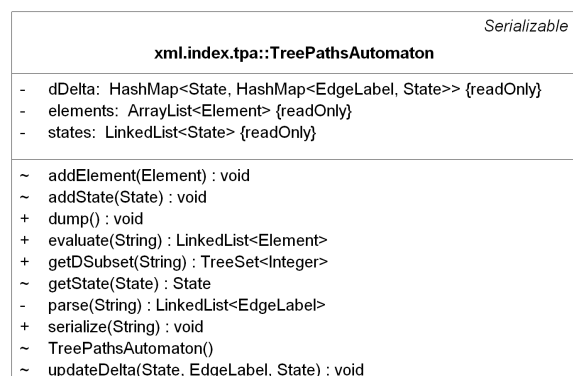 Serializable
xml.index.tpa::TreePathsAutomaton
- dDelta: HashMap<State, HashMap<EdgeLabel, State>> {readOnly}
- elements: ArrayList<Element> {readOnly}
- states: LinkedList<State> {readOnly}
~ addElement(Element) : void
~ addState(State) : void
+ dump() : void
+ evaluate(String) : LinkedList<Element>
+ getDSubset(String) : TreeSet<Integer>
~ getState(State) : State
- parse(String) : LinkedList<EdgeLabel>
+ serialize(String) : void
~ TreePathsAutomaton()
~ updateDelta(State, EdgeLabel, State) : void